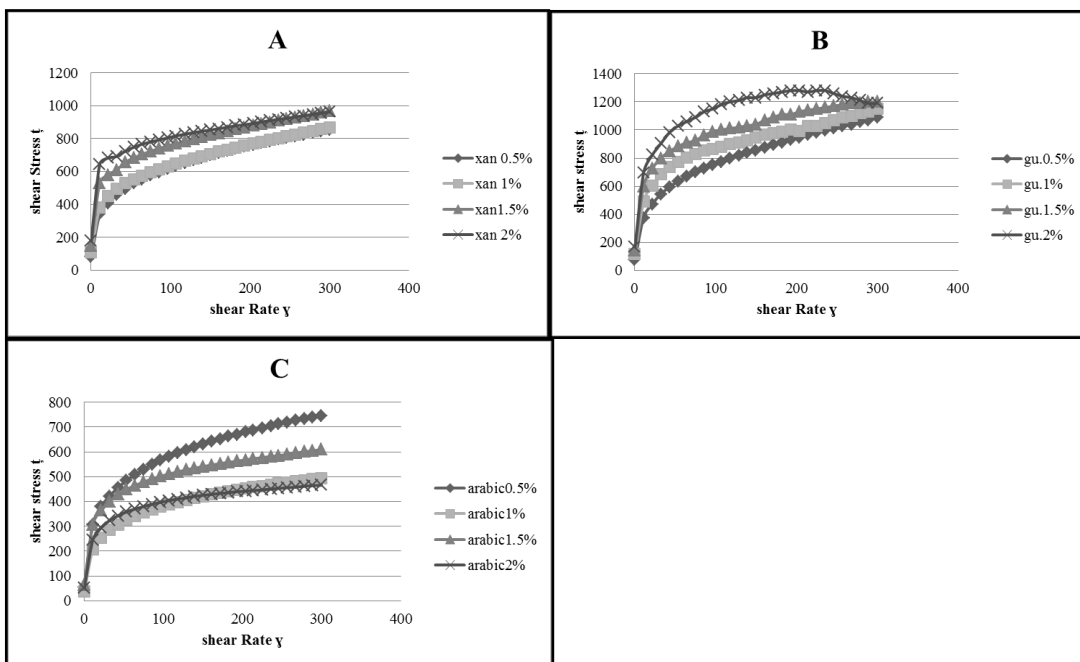 A
shear Stress ț
1200
1000
800
600
400
200
0
0 100 200 300 400
shear Rate ɣ
xan 0.5%
xan 1%
xan1.5%
xan 2%
B
shear Stress ț
1400
1200
1000
800
600
400
200
0
0 100 200 300 400
shear Rate ɣ
gu.0.5%
gu.1%
gu.1.5%
gu.2%
C
shear stress ț
800
700
600
500
400
300
200
100
0
0 100 200 300 400
shear Rate ɣ
arabic0.5%
arabic1%
arabic1.5%
arabic2%